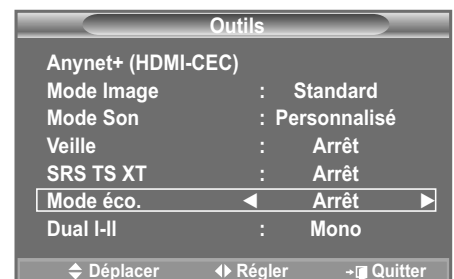 Outils
Anynet+ (HDMI-CEC)
Mode Image : Standard
Mode Son : Personnalisé
Veille : Arrêt
SRS TS XT : Arrêt
Mode éco. ◄ Arrêt ►
Dual I-II : Mono
Déplacer Régler Quitter